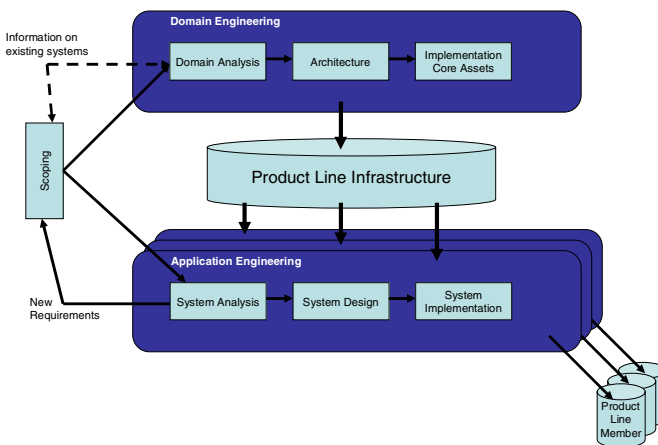 Domain Engineering
Information on
existing systems
Domain Analysis
Architecture
Implementation
Core Assets
Scoping
Product Line Infrastructure
Application Engineering
New
Requirements
System Analysis
System Design
System
Implementation
Product
Line
Member